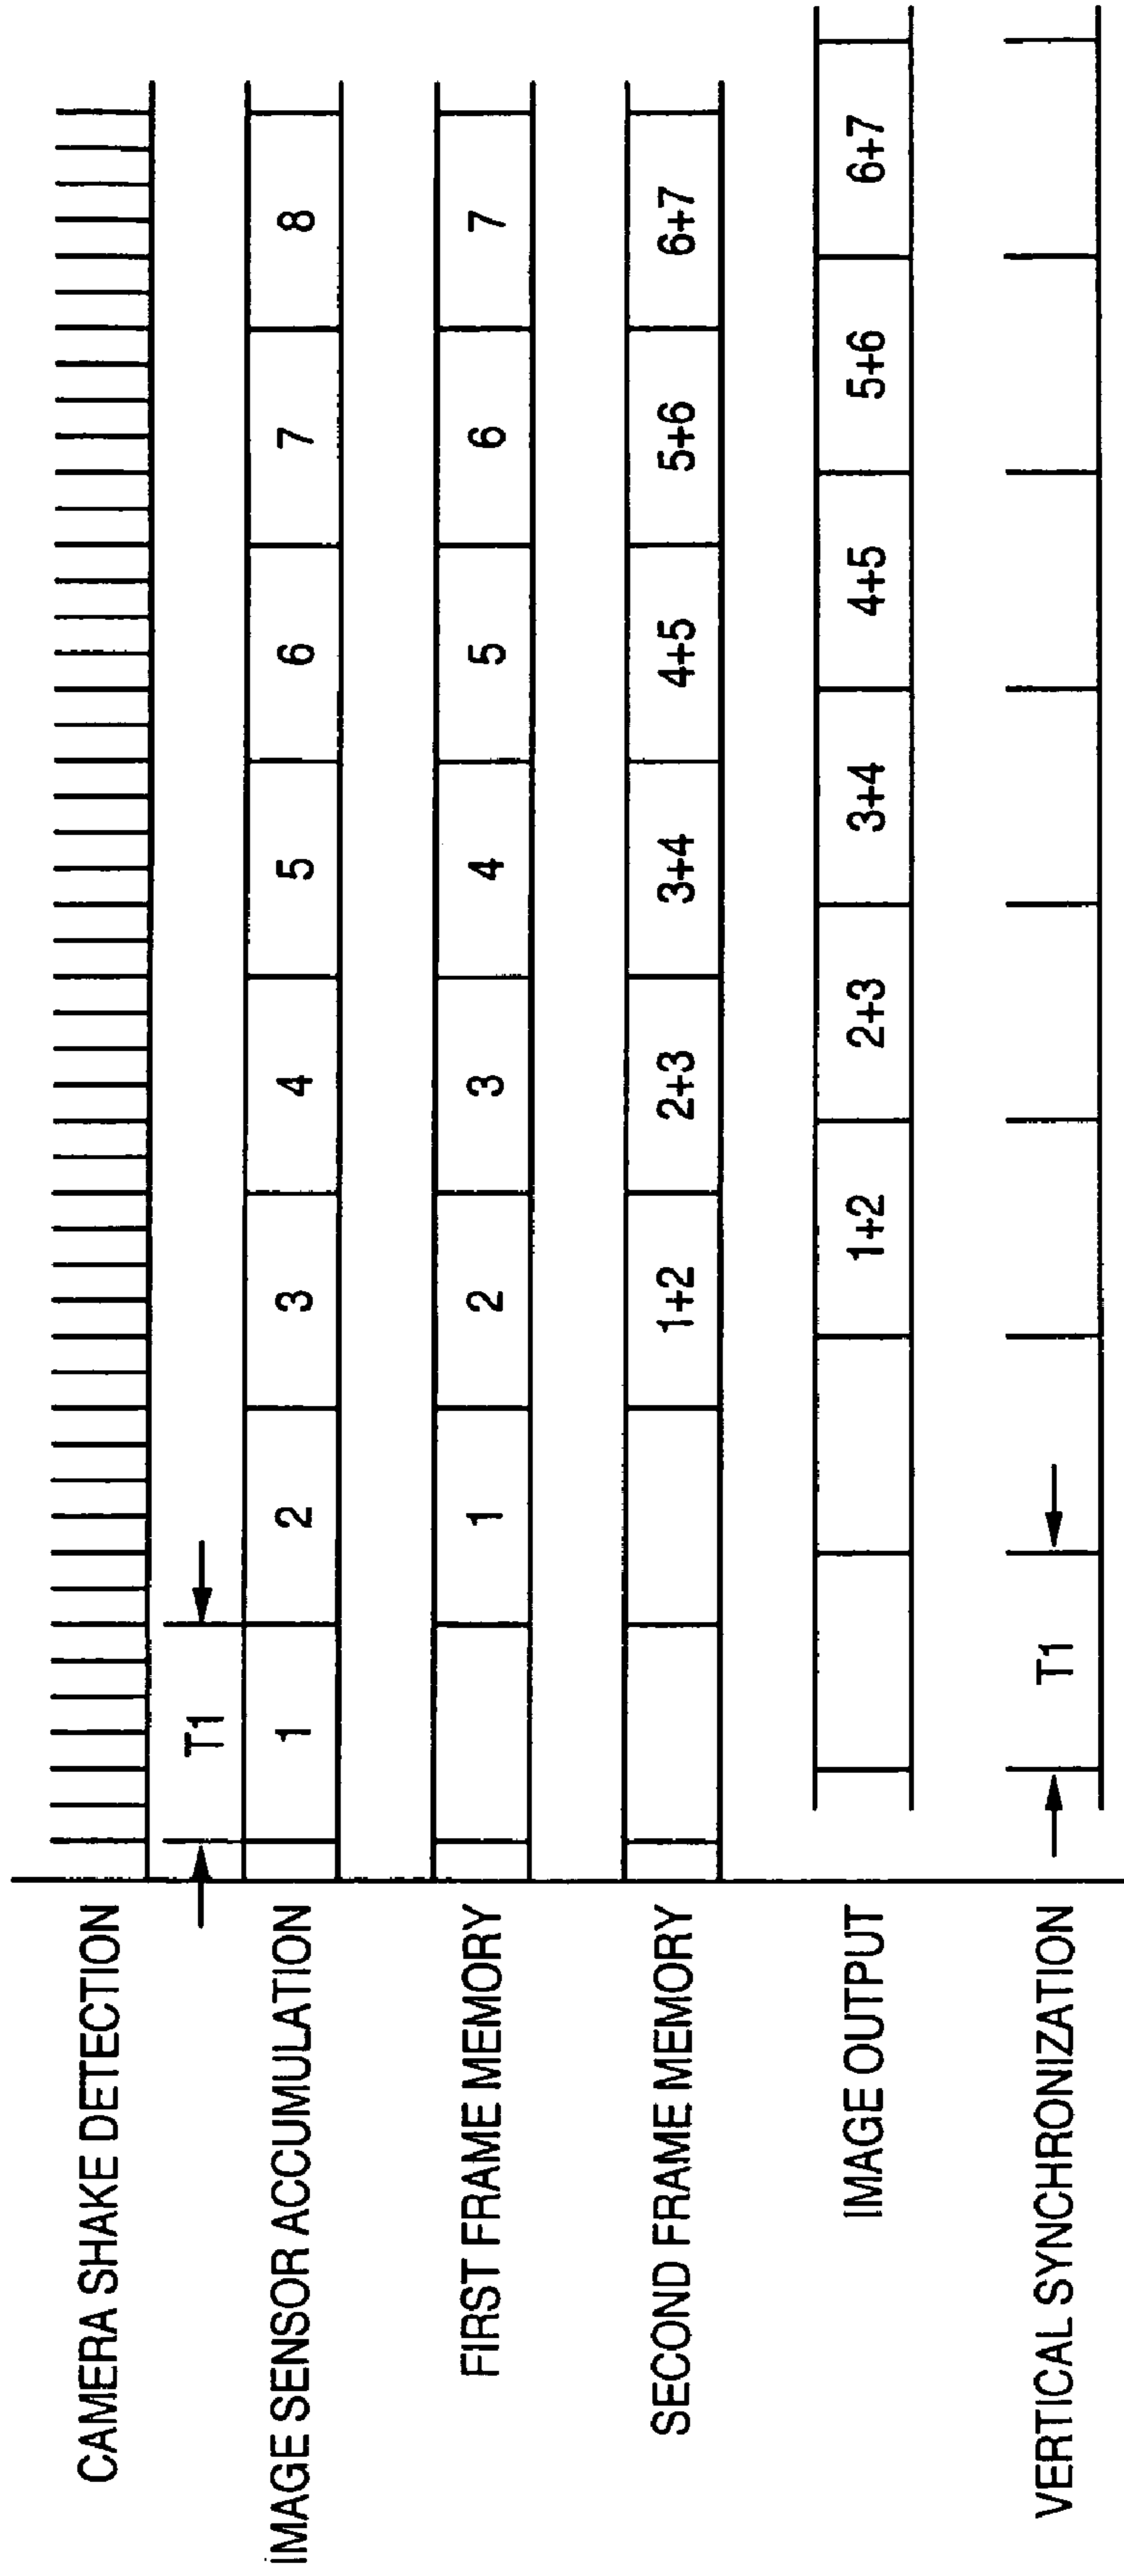 CAMERA SHAKE DETECTION
T1
IMAGE SENSOR ACCUMULATION 1 2 3 4 5 6 7 8
FIRST FRAME MEMORY 1 2 3 4 5 6 7
SECOND FRAME MEMORY 1+2 2+3 3+4 4+5 5+6 6+7
IMAGE OUTPUT 1+2 2+3 3+4 4+5 5+6 6+7
VERTICAL SYNCHRONIZATION T1